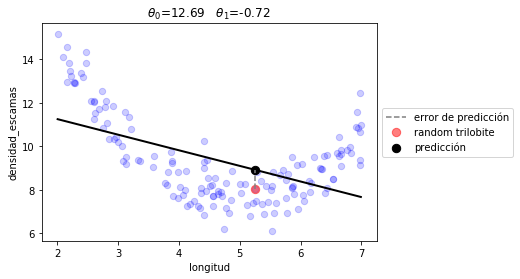 θ₀=12.69 θ₁=-0.72
densidad_escamas
14
12
10
8
6
2 3 4 5 6 7
longitud
error de predicción
random trilobite
predicción